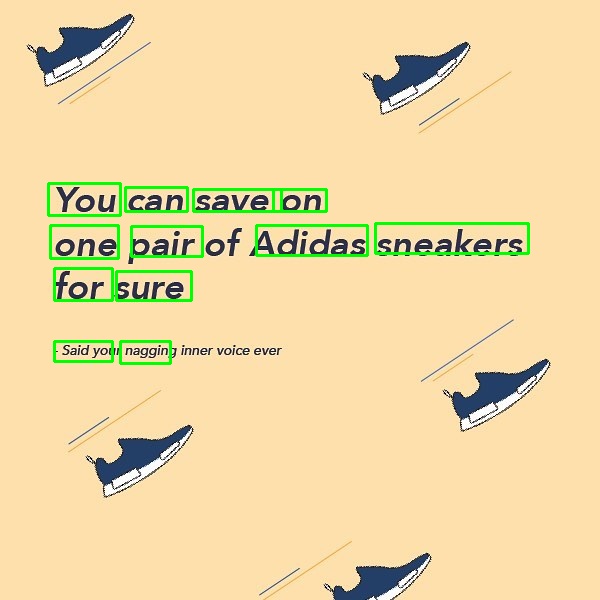 You can save on
one pair of Adidas sneakers
for sure
- Said your nagging inner voice ever